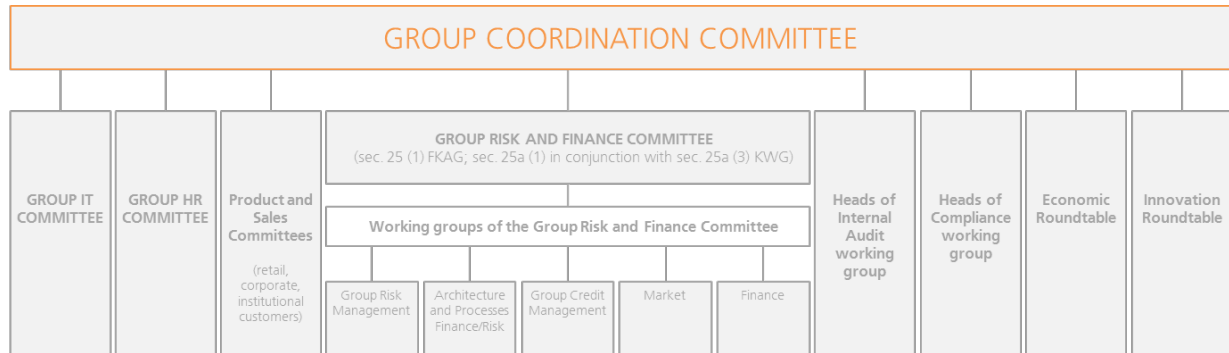 GROUP COORDINATION COMMITTEE
GROUP IT
COMMITTEE
GROUP HR
COMMITTEE
Product and
Sales
Committees
(retail,
corporate,
institutional
customers)
GROUP RISK AND FINANCE COMMITTEE
(sec. 25 (1) FKAG; sec. 25a (1) in conjunction with sec. 25a (3) KWG)
Working groups of the Group Risk and Finance Committee
Group Risk
Management
Architecture
and Processes
Finance/Risk
Group Credit
Management
Market
Finance
Heads of
Internal
Audit
working
group
Heads of
Compliance
working
group
Economic
Roundtable
Innovation
Roundtable